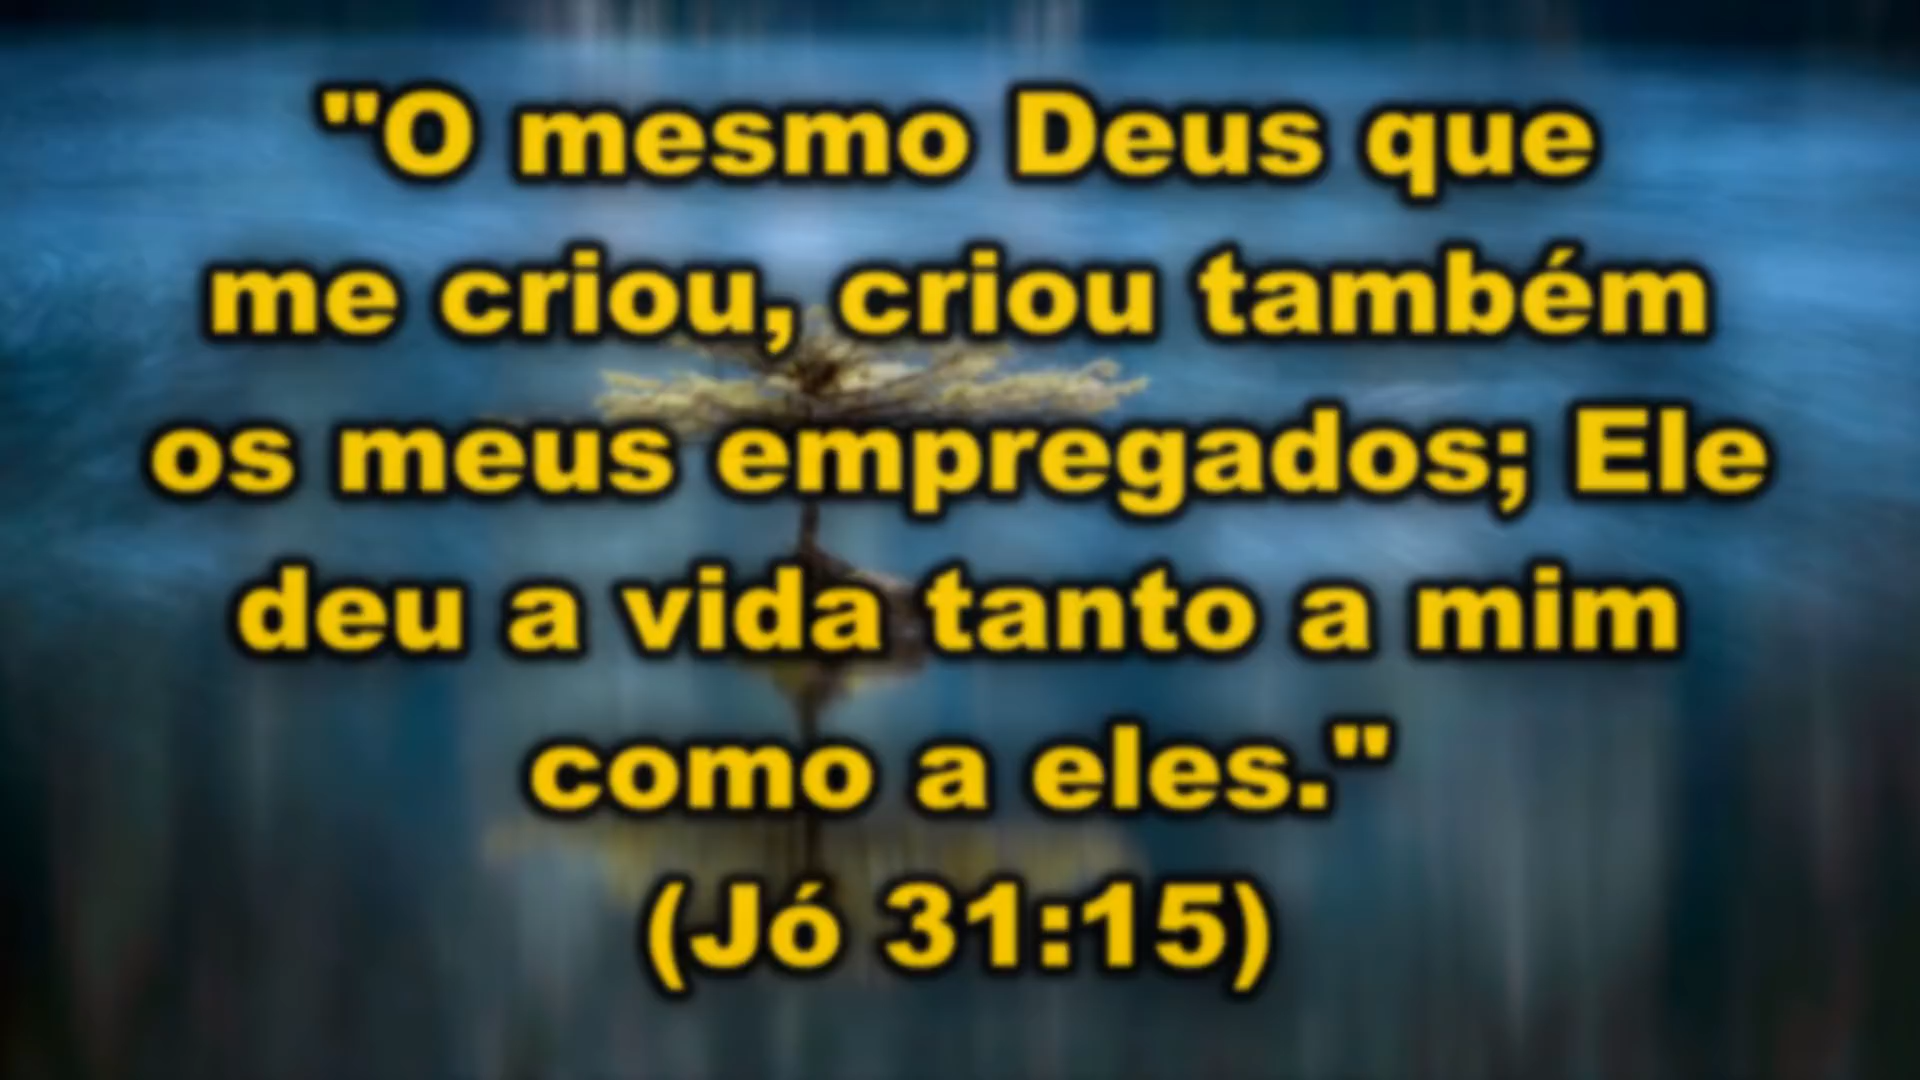 "O mesmo Deus que
me criou, criou também
os meus empregados; Ele
deu a vida tanto a mim
como a eles."
(Jó 31:15)